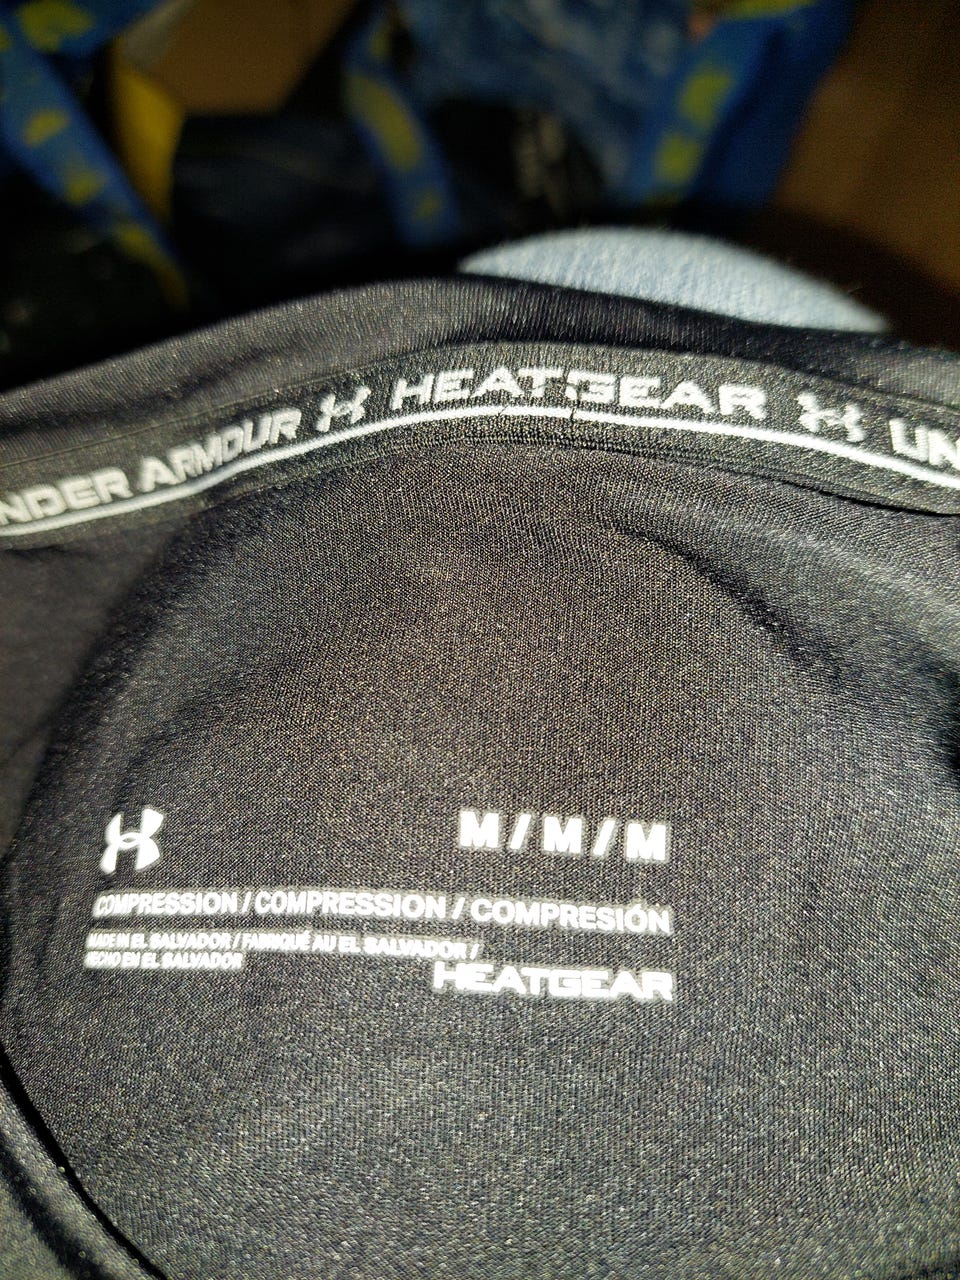 UNDER ARMOUR HEATGEAR UN
M/M/M
COMPRESSION / COMPRESSION / COMPRESIÓN
MADE IN EL SALVADOR / FABRIQUÉ AU EL SALVADOR /
HECHO EN EL SALVADOR
HEATGEAR